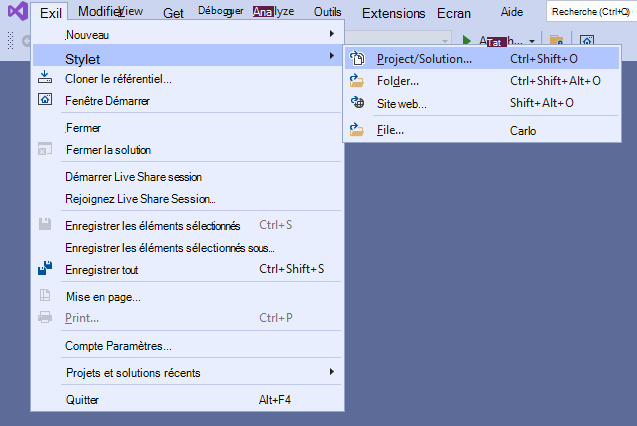 Exil Modifier View Get Déboguer Analyze Outils Extensions Ecran Aide Recherche (Ctrl+Q)
Nouveau
Stylet
Cloner le référentiel...
Fenêtre Démarrer
Fermer
Fermer la solution
Démarrer Live Share session
Rejoignez Live Share Session...
Enregistrer les éléments sélectionnés Ctrl+S
Enregistrer les éléments sélectionnés sous...
Enregistrer tout Ctrl+Shift+S
Mise en page...
Print... Ctrl+P
Compte Paramètres...
Projets et solutions récents
Quitter Alt+F4
Tat
Project/Solution... Ctrl+Shift+O
Folder... Ctrl+Shift+Alt+O
Site web... Shift+Alt+O
File... Carlo